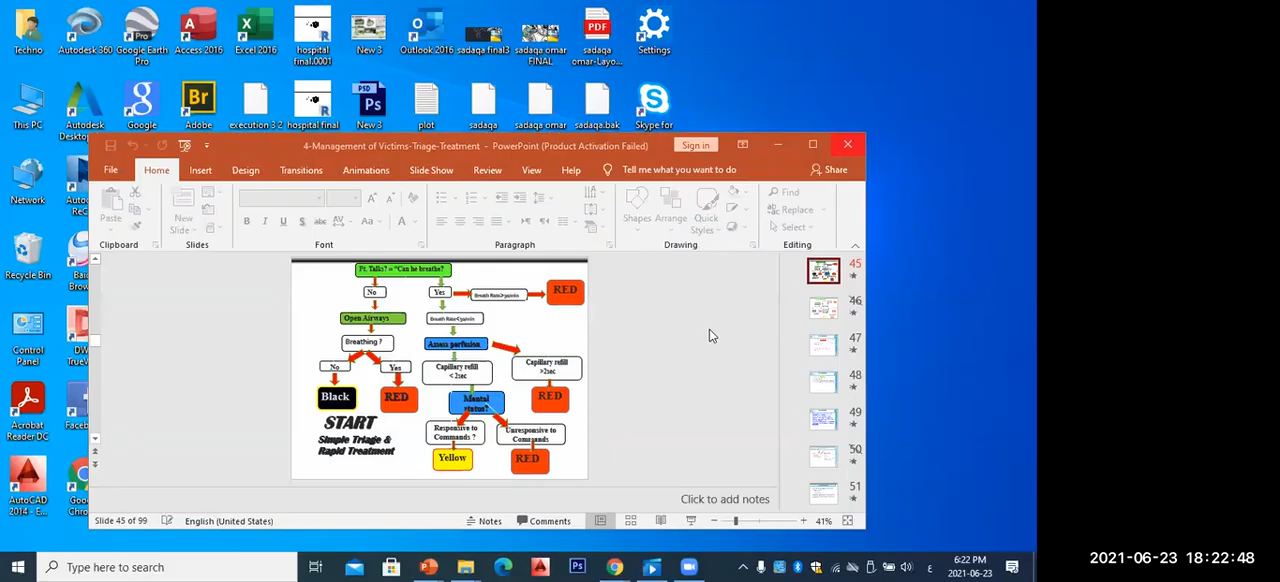 Techno
Autodesk 360
Google Earth Pro
Access 2016
Excel 2016
hospital final.0001
New 3
Outlook 2016
sadaqa final3
sadaqa omar FINAL
sadaqa omar-Layo...
Settings
This PC
Autodesk Desktop
Google
Adobe
execution 3 2
hospital final
New 3
plot
sadaqa
sadaqa omar
sadaqa.bak
Skype for
4-Management of Victims-Triage-Treatment - PowerPoint (Product Activation Failed)
Sign in
File
Home
Insert
Design
Transitions
Animations
Slide Show
Review
View
Help
Tell me what you want to do
Share
Paste
New Slide
Shapes
Arrange
Quick Styles
Find
Replace
Select
Clipboard
Slides
Font
Paragraph
Drawing
Editing
Network
Recycle Bin
Control Panel
Acrobat Reader DC
AutoCAD 2014 - E...
Pt. Talks? = "Can he breathe?
No
Yes
RED
Open Airways
Breathing ?
Assess perfusion
No
Yes
Capillary refill < 2sec
Capillary refill >2sec
Black
RED
Mental status?
RED
START
Simple Triage & Rapid Treatment
Responsive to Commands ?
Unresponsive to Commands
Yellow
RED
45
46
47
48
49
50
51
Click to add notes
Slide 45 of 99
English (United States)
Notes
Comments
41%
Type here to search
6:22 PM
2021-06-23
2021-06-23 18:22:48